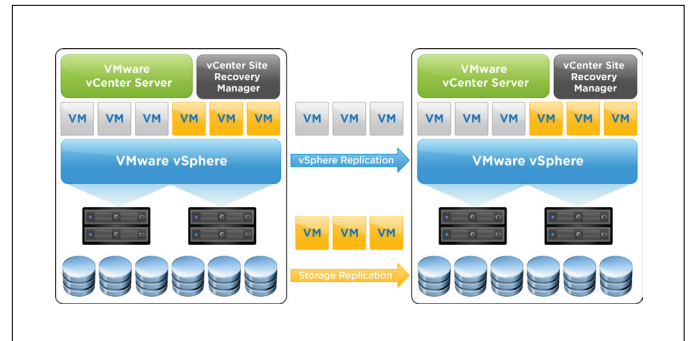 VMware
vCenter Server
vCenter Site
Recovery
Manager
VM VM VM VM VM VM
VMware vSphere
VM VM VM
vSphere Replication
VM VM VM
Storage Replication
VMware
vCenter Server
vCenter Site
Recovery
Manager
VM VM VM VM VM VM
VMware vSphere